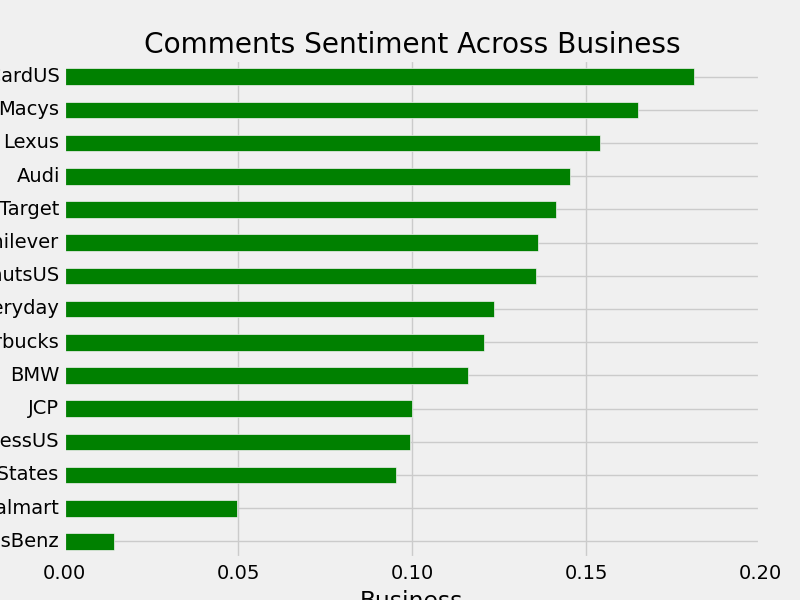 Comments Sentiment Across Business
ardUS
Macys
Lexus
Audi
Target
nilever
nutsUS
eryday
rbucks
BMW
JCP
essUS
States
almart
sBenz
0.00 0.05 0.10 0.15 0.20
Business